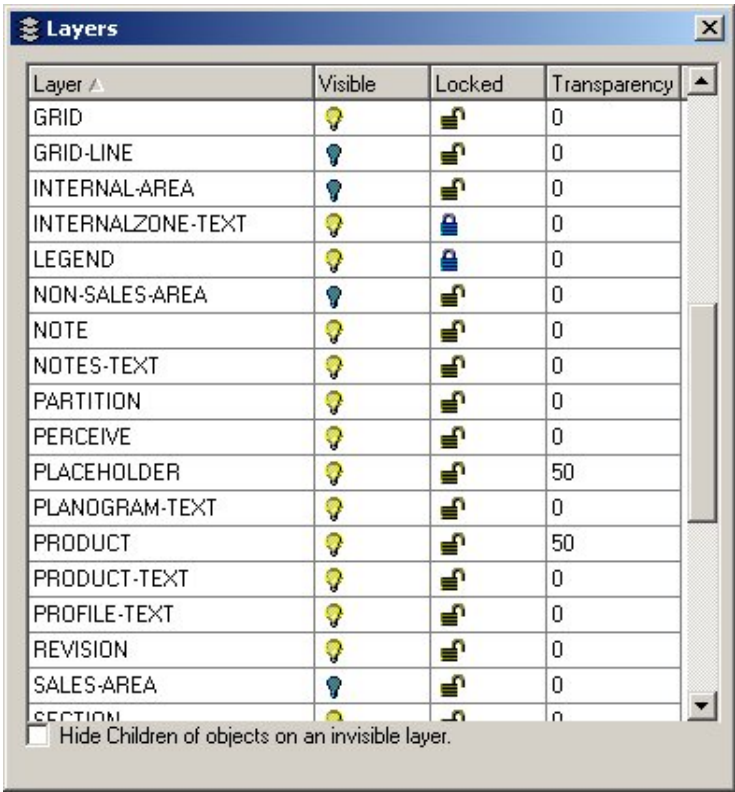 Layers
Layer Visible Locked Transparency
GRID 0
GRID-LINE 0
INTERNAL-AREA 0
INTERNALZONE-TEXT 0
LEGEND 0
NON-SALES-AREA 0
NOTE 0
NOTES-TEXT 0
PARTITION 0
PERCEIVE 0
PLACEHOLDER 50
PLANOGRAM-TEXT 0
PRODUCT 50
PRODUCT-TEXT 0
PROFILE-TEXT 0
REVISION 0
SALES-AREA 0
SECTION 0
Hide Children of objects on an invisible layer.